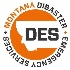 MONTANA DISASTER
DES
& EMERGENCY SERVICES